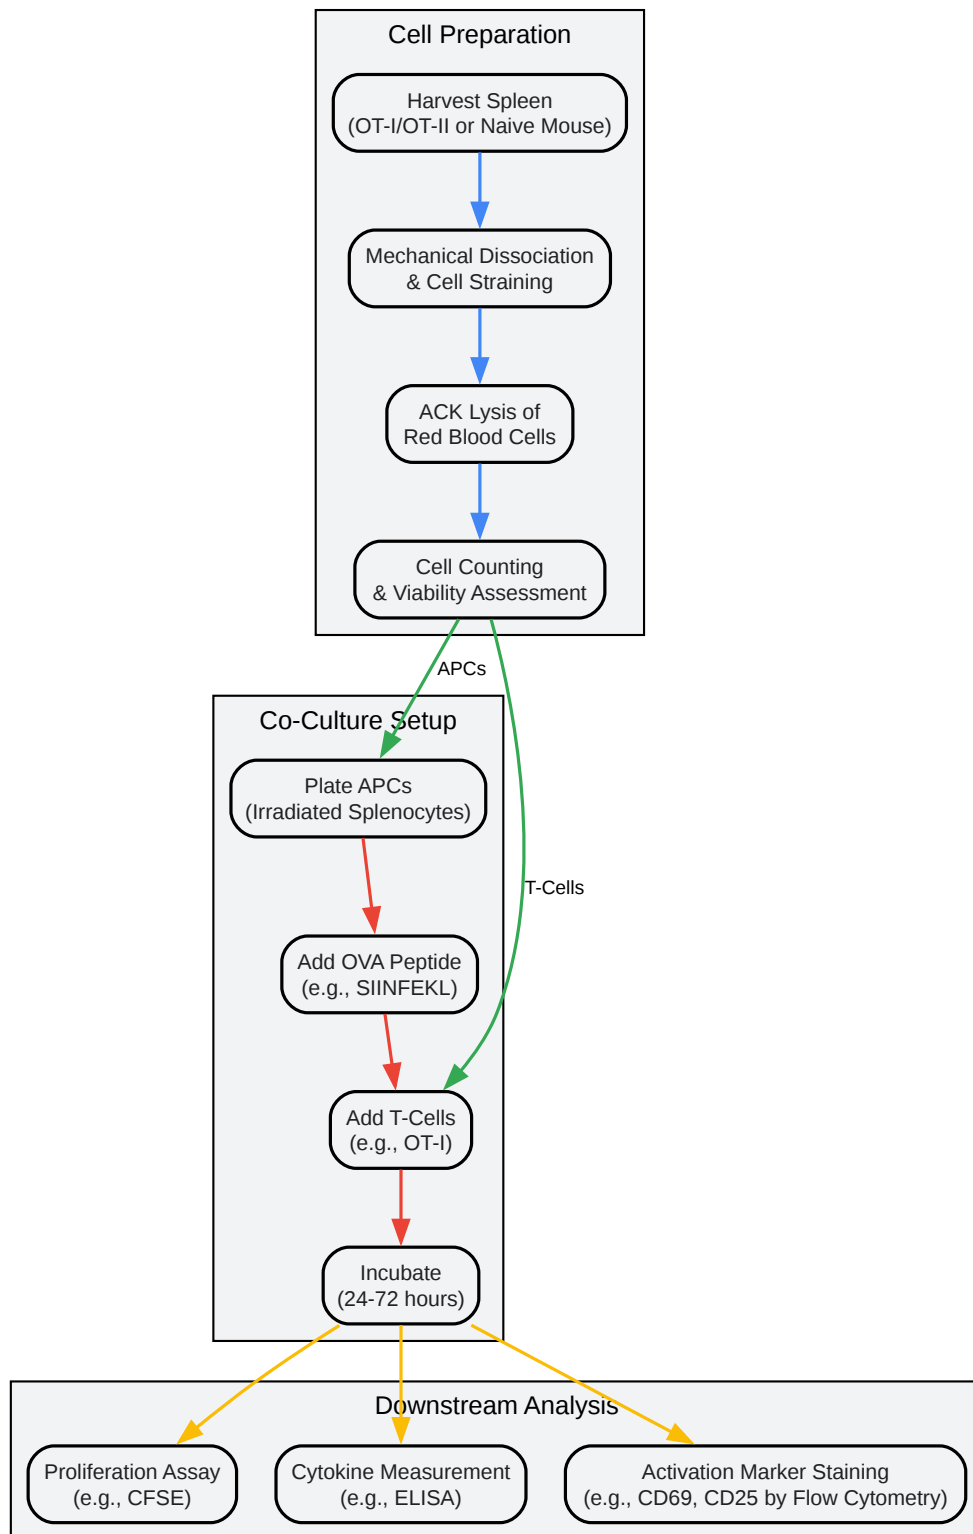 Cell Preparation
Harvest Spleen
(OT-I/OT-II or Naive Mouse)
Mechanical Dissociation
& Cell Straining
ACK Lysis of
Red Blood Cells
Cell Counting
& Viability Assessment
APCs
Co-Culture Setup
Plate APCs
(Irradiated Splenocytes)
T-Cells
Add OVA Peptide
(e.g., SIINFEKL)
Add T-Cells
(e.g., OT-I)
Incubate
(24-72 hours)
Downstream Analysis
Proliferation Assay
(e.g., CFSE)
Cytokine Measurement
(e.g., ELISA)
Activation Marker Staining
(e.g., CD69, CD25 by Flow Cytometry)